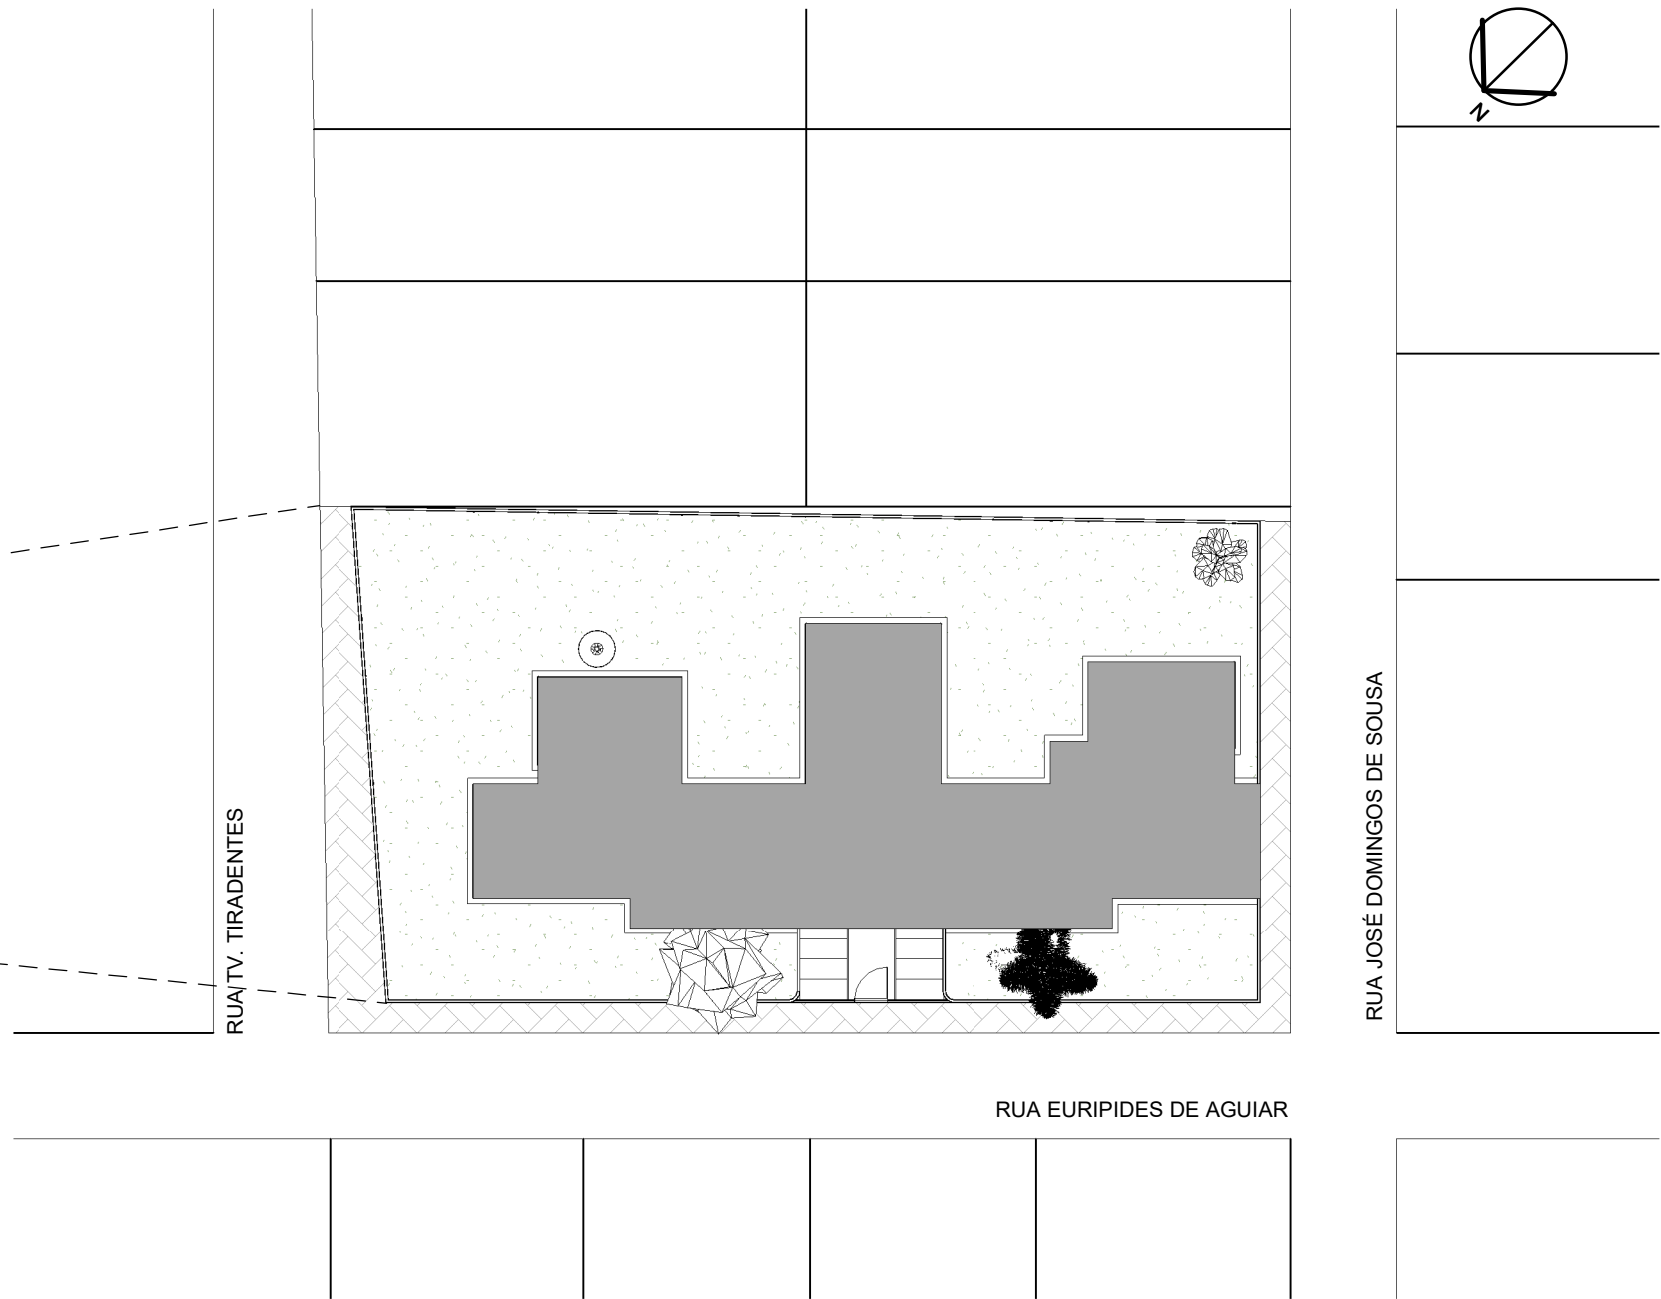 N
RUA TV. TIRADENTES
RUA JOSÉ DOMINGOS DE SOUSA
RUA EURIPIDES DE AGUIAR